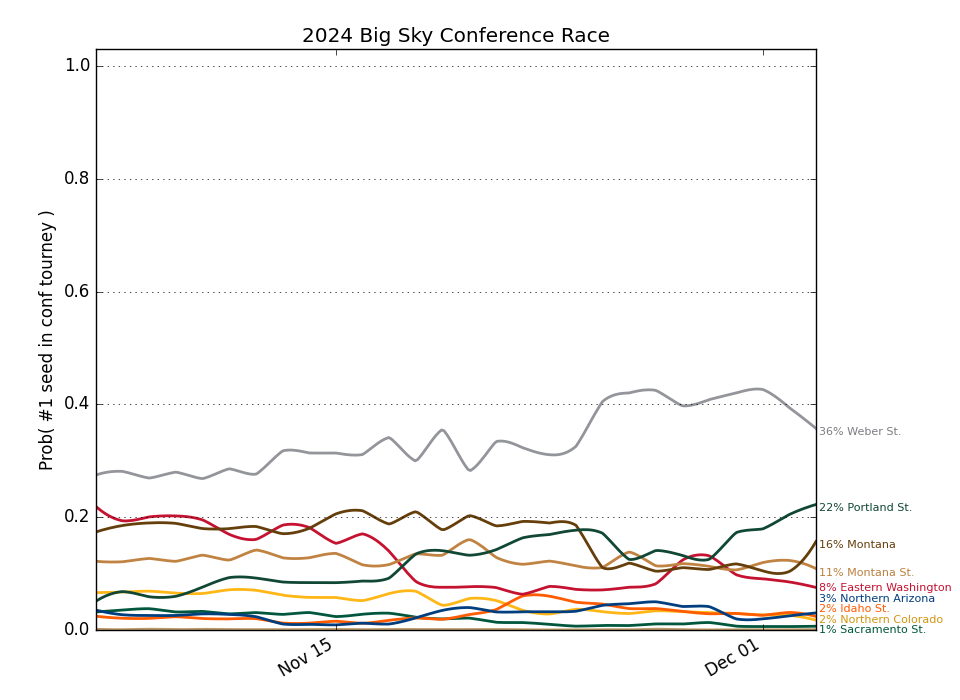 2024 Big Sky Conference Race
Prob( #1 seed in conf tourney )
1.0
0.8
0.6
0.4
0.2
0.0
Nov 15
Dec 01
36% Weber St.
22% Portland St.
16% Montana
11% Montana St.
8% Eastern Washington
3% Northern Arizona
2% Idaho St.
2% Northern Colorado
1% Sacramento St.